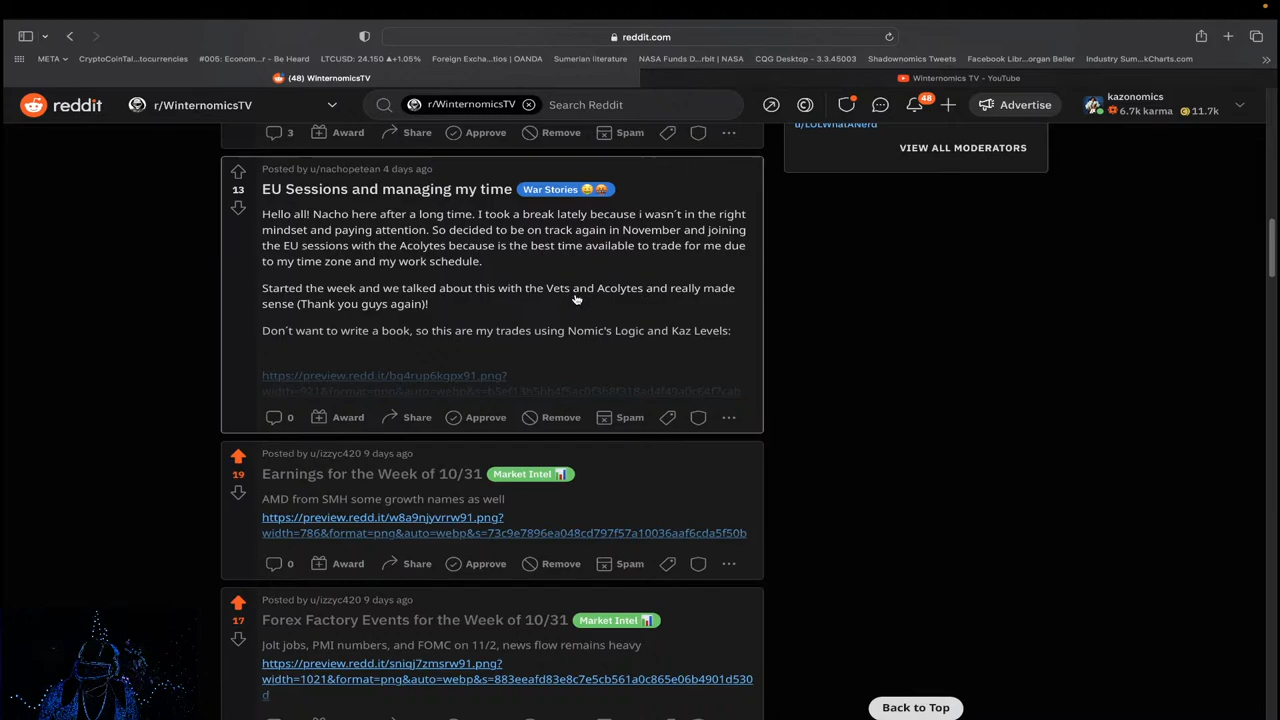 reddit.com
META
CryptoCoinTal...tocurrencies
#005: Econom...r - Be Heard
LTCUSD: 24.150 ▲+1.05%
Foreign Excha...tios | OANDA
Sumerian literature
NASA Funds D...rbit | NASA
CQG Desktop - 3.3.45003
Shadownomics Tweets
Facebook Libr...organ Beller
Industry Sum...kCharts.com
(48) WinternomicsTV
Winternomics TV - YouTube
reddit
r/WinternomicsTV
r/WinternomicsTV
Search Reddit
48
Advertise
kazonomics
6.7k karma
11.7k
3
Award
Share
Approve
Remove
Spam
u/LOLWhatANerd
VIEW ALL MODERATORS
Posted by u/nachopetean 4 days ago
13
EU Sessions and managing my time
War Stories
Hello all! Nacho here after a long time. I took a break lately because i wasn´t in the right
mindset and paying attention. So decided to be on track again in November and joining
the EU sessions with the Acolytes because is the best time available to trade for me due
to my time zone and my work schedule.
Started the week and we talked about this with the Vets and Acolytes and really made
sense (Thank you guys again)!
Don´t want to write a book, so this are my trades using Nomic's Logic and Kaz Levels:
0
Award
Share
Approve
Remove
Spam
Posted by u/izzyc420 9 days ago
19
Earnings for the Week of 10/31
Market Intel
AMD from SMH some growth names as well
https://preview.redd.it/w8a9njyvrrw91.png?
width=786&format=png&auto=webp&s=73c9e7896ea048cd797f57a10036aaf6cda5f50b
0
Award
Share
Approve
Remove
Spam
Posted by u/izzyc420 9 days ago
17
Forex Factory Events for the Week of 10/31
Market Intel
Jolt jobs, PMI numbers, and FOMC on 11/2, news flow remains heavy
https://preview.redd.it/sniqj7zmsrw91.png?
width=1021&format=png&auto=webp&s=883eeafd83e8c7e5cb561a0c865e06b4901d530
d
Back to Top